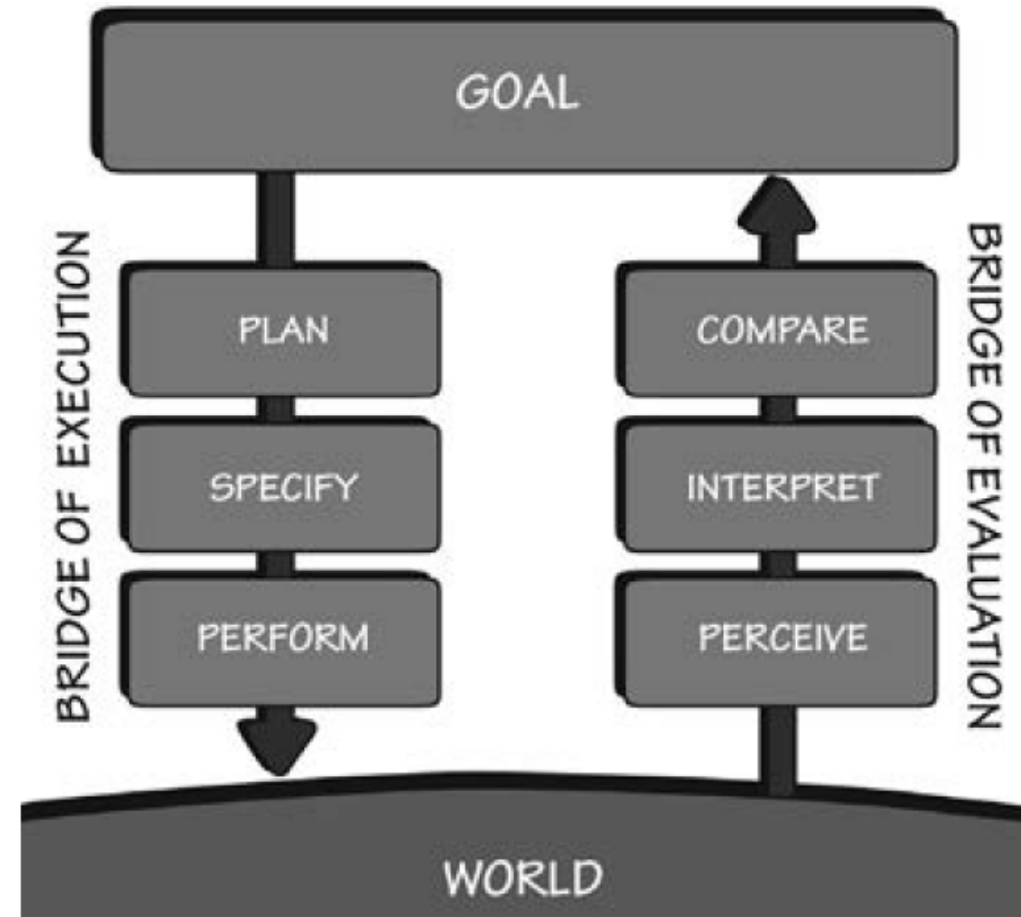 GOAL
BRIDGE OF EXECUTION
PLAN
SPECIFY
PERFORM
COMPARE
INTERPRET
PERCEIVE
BRIDGE OF EVALUATION
WORLD